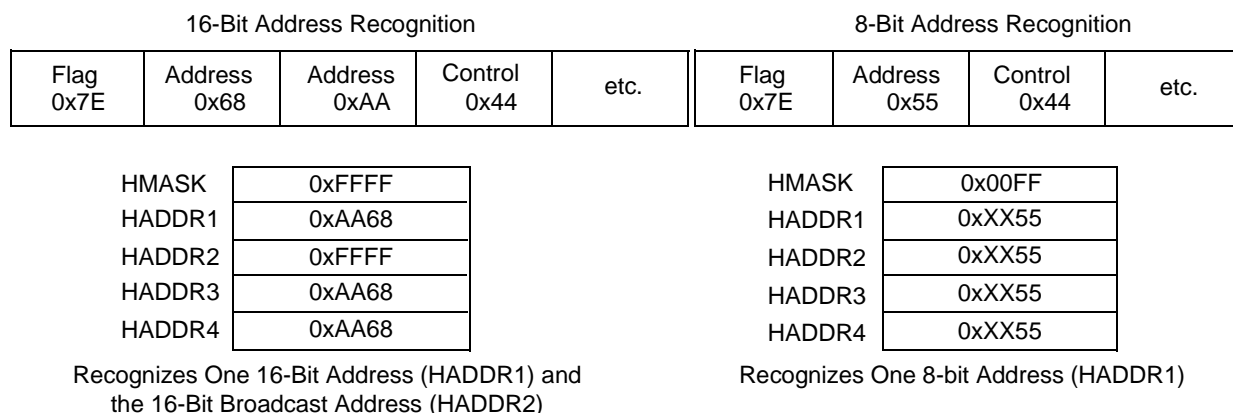 16-Bit Address Recognition
Flag 0x7E Address 0x68 Address 0xAA Control 0x44 etc.
HMASK 0xFFFF
HADDR1 0xAA68
HADDR2 0xFFFF
HADDR3 0xAA68
HADDR4 0xAA68
Recognizes One 16-Bit Address (HADDR1) and
the 16-Bit Broadcast Address (HADDR2)
8-Bit Address Recognition
Flag 0x7E Address 0x55 Control 0x44 etc.
HMASK 0x00FF
HADDR1 0xXX55
HADDR2 0xXX55
HADDR3 0xXX55
HADDR4 0xXX55
Recognizes One 8-bit Address (HADDR1)